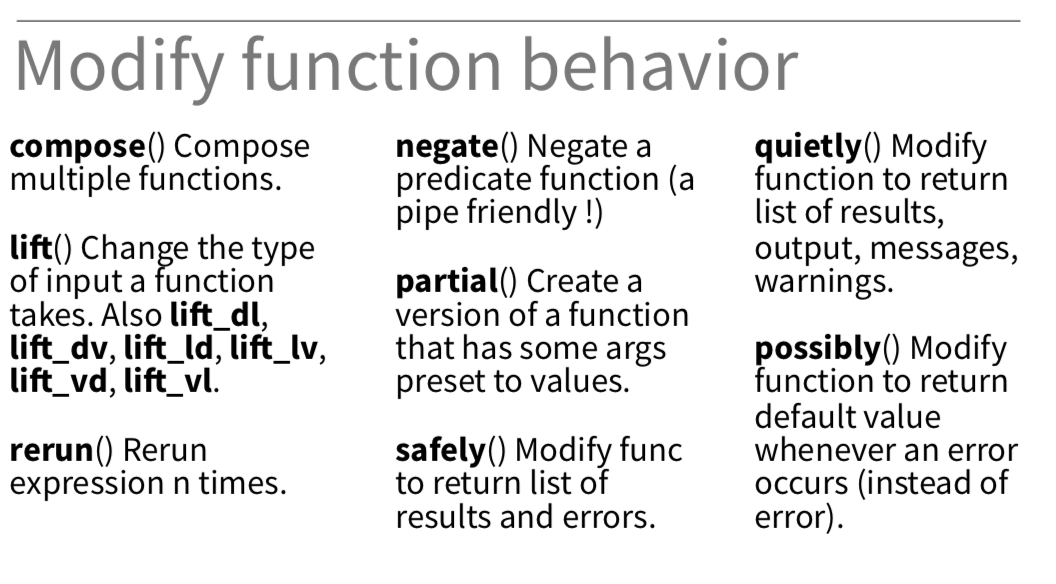 Modify function behavior
compose() Compose
multiple functions.
lift() Change the type
of input a function
takes. Also lift_dl,
lift_dv, lift_ld, lift_lv,
lift_vd, lift_vl.
rerun() Rerun
expression n times.
negate() Negate a
predicate function (a
pipe friendly !)
partial() Create a
version of a function
that has some args
preset to values.
safely() Modify func
to return list of
results and errors.
quietly() Modify
function to return
list of results,
output, messages,
warnings.
possibly() Modify
function to return
default value
whenever an error
occurs (instead of
error).